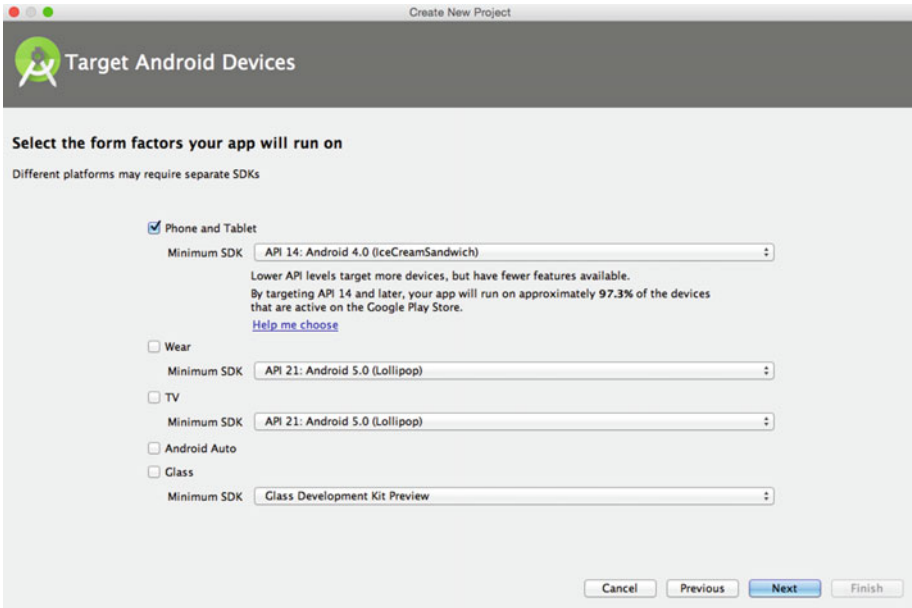 Create New Project
Target Android Devices
Select the form factors your app will run on
Different platforms may require separate SDKs
Phone and Tablet
Minimum SDK API 14: Android 4.0 (IceCreamSandwich)
Lower API levels target more devices, but have fewer features available.
By targeting API 14 and later, your app will run on approximately 97.3% of the devices
that are active on the Google Play Store.
Help me choose
Wear
Minimum SDK API 21: Android 5.0 (Lollipop)
TV
Minimum SDK API 21: Android 5.0 (Lollipop)
Android Auto
Glass
Minimum SDK Glass Development Kit Preview
Cancel Previous Next Finish